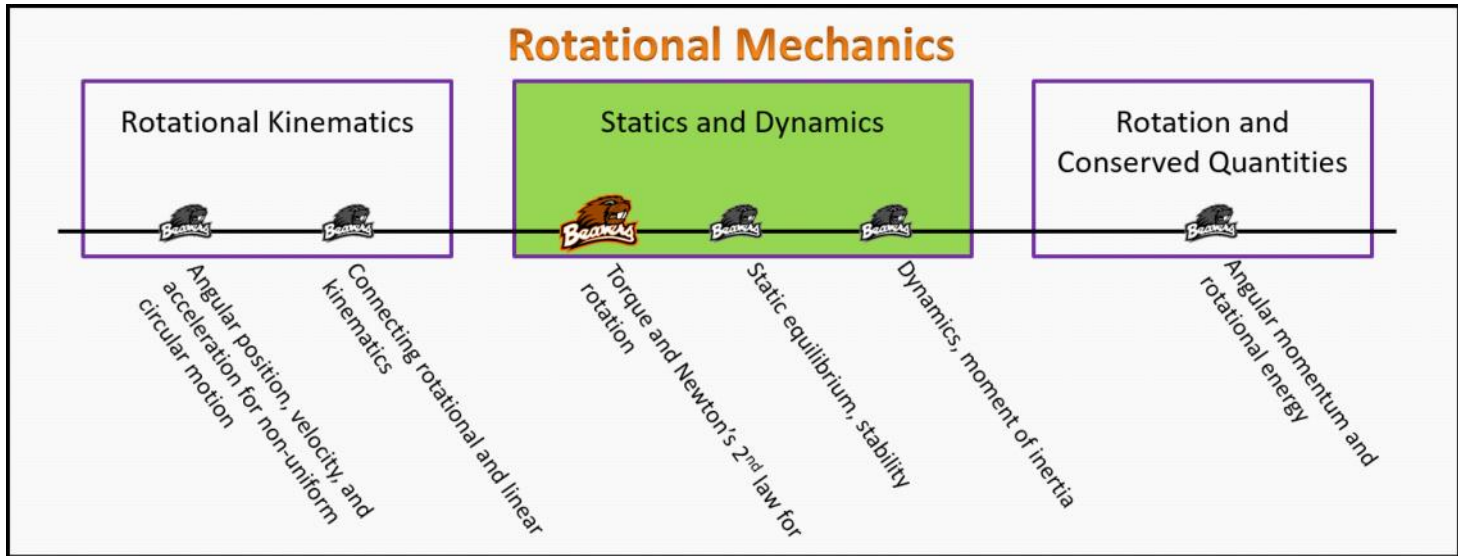 Rotational Mechanics
Rotational Kinematics
Statics and Dynamics
Rotation and
Conserved Quantities
Beavers
Beavers
Beavers
Beavers
Beavers
Beavers
Angular position, velocity, and
acceleration for non-uniform
circular motion
Connecting rotational and linear
kinematics
Torque and Newton's 2nd law for
rotation
Static equilibrium, stability
Dynamics, moment of inertia
Angular momentum and
rotational energy